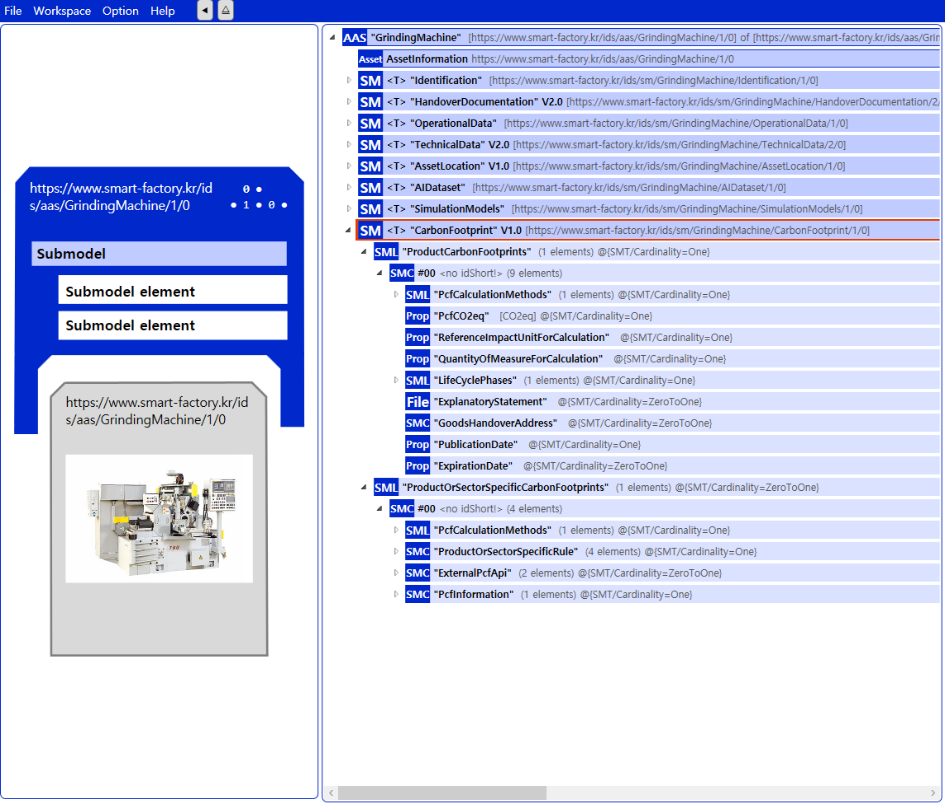 File Workspace Option Help
https://www.smart-factory.kr/id
s/aas/GrindingMachine/1/0
0
1 0
Submodel
Submodel element
Submodel element
https://www.smart-factory.kr/id
s/aas/GrindingMachine/1/0
AAS "GrindingMachine" [https://www.smart-factory.kr/ids/aas/GrindingMachine/1/0] of [https://www.smart-factory.kr/ids/aas/Grin
Asset AssetInformation https://www.smart-factory.kr/ids/aas/GrindingMachine/1/0
SM <T> "Identification" [https://www.smart-factory.kr/ids/sm/GrindingMachine/Identification/1/0]
SM <T> "HandoverDocumentation" V2.0 [https://www.smart-factory.kr/ids/sm/GrindingMachine/HandoverDocumentation/2/
SM <T> "OperationalData" [https://www.smart-factory.kr/ids/sm/GrindingMachine/OperationalData/1/0]
SM <T> "TechnicalData" V2.0 [https://www.smart-factory.kr/ids/sm/GrindingMachine/TechnicalData/2/0]
SM <T> "AssetLocation" V1.0 [https://www.smart-factory.kr/ids/sm/GrindingMachine/AssetLocation/1/0]
SM <T> "AIDataset" [https://www.smart-factory.kr/ids/sm/GrindingMachine/AIDataset/1/0]
SM <T> "SimulationModels" [https://www.smart-factory.kr/ids/sm/GrindingMachine/SimulationModels/1/0]
SM <T> "CarbonFootprint" V1.0 [https://www.smart-factory.kr/ids/sm/GrindingMachine/CarbonFootprint/1/0]
SML "ProductCarbonFootprints" (1 elements) @{SMT/Cardinality=One}
SMC #00 <no idShort!> (9 elements)
SML "PcfCalculationMethods" (1 elements) @{SMT/Cardinality=One}
Prop "PcfCO2eq" [CO2eq] @{SMT/Cardinality=One}
Prop "ReferenceImpactUnitForCalculation" @{SMT/Cardinality=One}
Prop "QuantityOfMeasureForCalculation" @{SMT/Cardinality=One}
SML "LifeCyclePhases" (1 elements) @{SMT/Cardinality=One}
File "ExplanatoryStatement" @{SMT/Cardinality=ZeroToOne}
SMC "GoodsHandoverAddress" @{SMT/Cardinality=ZeroToOne}
Prop "PublicationDate" @{SMT/Cardinality=One}
Prop "ExpirationDate" @{SMT/Cardinality=ZeroToOne}
SML "ProductOrSectorSpecificCarbonFootprints" (1 elements) @{SMT/Cardinality=ZeroToOne}
SMC #00 <no idShort!> (4 elements)
SML "PcfCalculationMethods" (1 elements) @{SMT/Cardinality=One}
SMC "ProductOrSectorSpecificRule" (4 elements) @{SMT/Cardinality=One}
SMC "ExternalPcfApi" (2 elements) @{SMT/Cardinality=ZeroToOne}
SMC "PcfInformation" (1 elements) @{SMT/Cardinality=One}